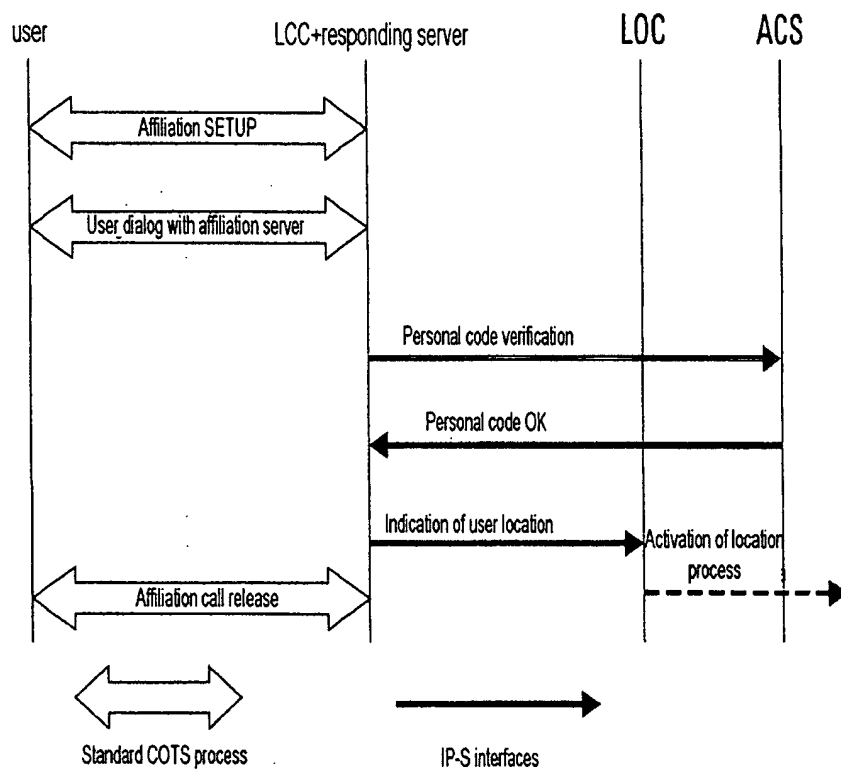 user
LCC+responding server
LOC
ACS
Affiliation SETUP
User dialog with affiliation server
Personal code verification
Personal code OK
Indication of user location
Activation of location
process
Affiliation call release
Standard COTS process
IP-S interfaces